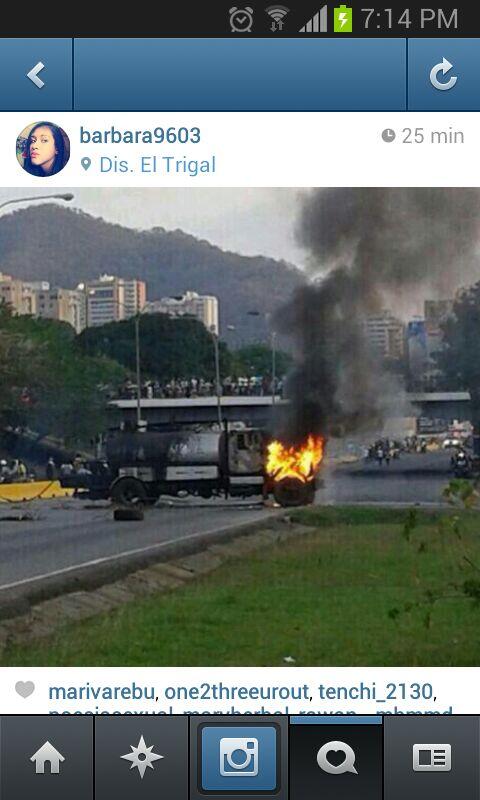 7:14 PM
barbara9603
25 min
Dis. El Trigal
marivarebu, one2threeurout, tenchi_2130,